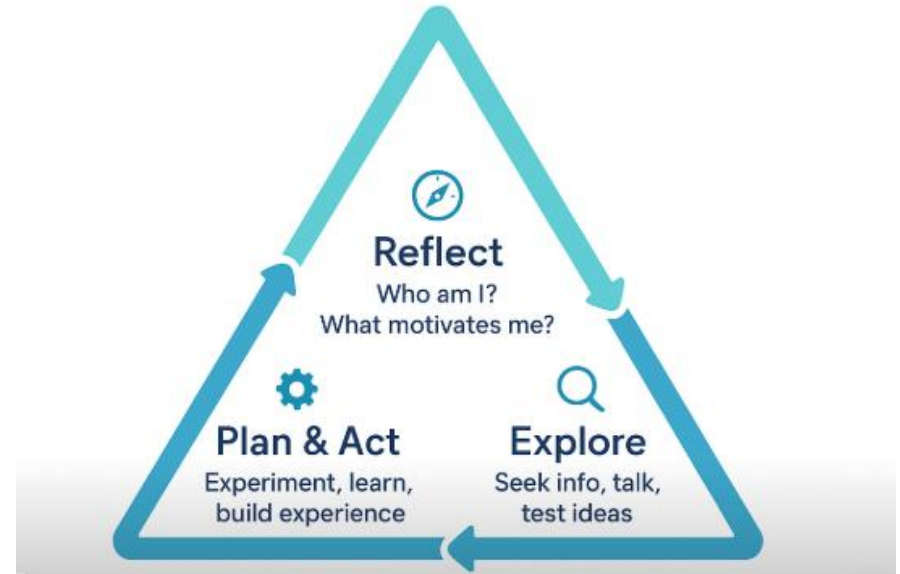 Reflect
Who am I?
What motivates me?
Plan & Act
Experiment, learn,
build experience
Explore
Seek info, talk,
test ideas